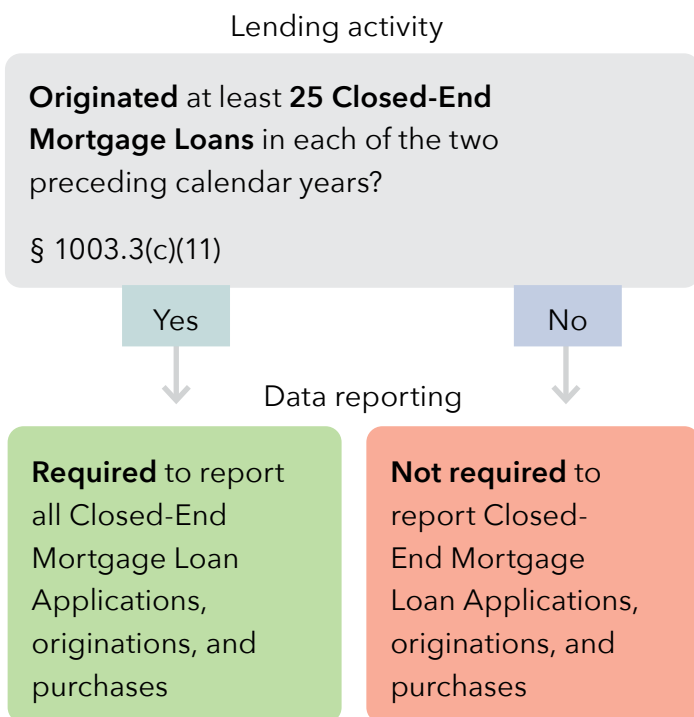 Lending activity
Originated at least 25 Closed-End
Mortgage Loans in each of the two
preceding calendar years?
§ 1003.3(c)(11)
Yes
No
Data reporting
Required to report
all Closed-End
Mortgage Loan
Applications,
originations, and
purchases
Not required to
report Closed-
End Mortgage
Loan Applications,
originations, and
purchases